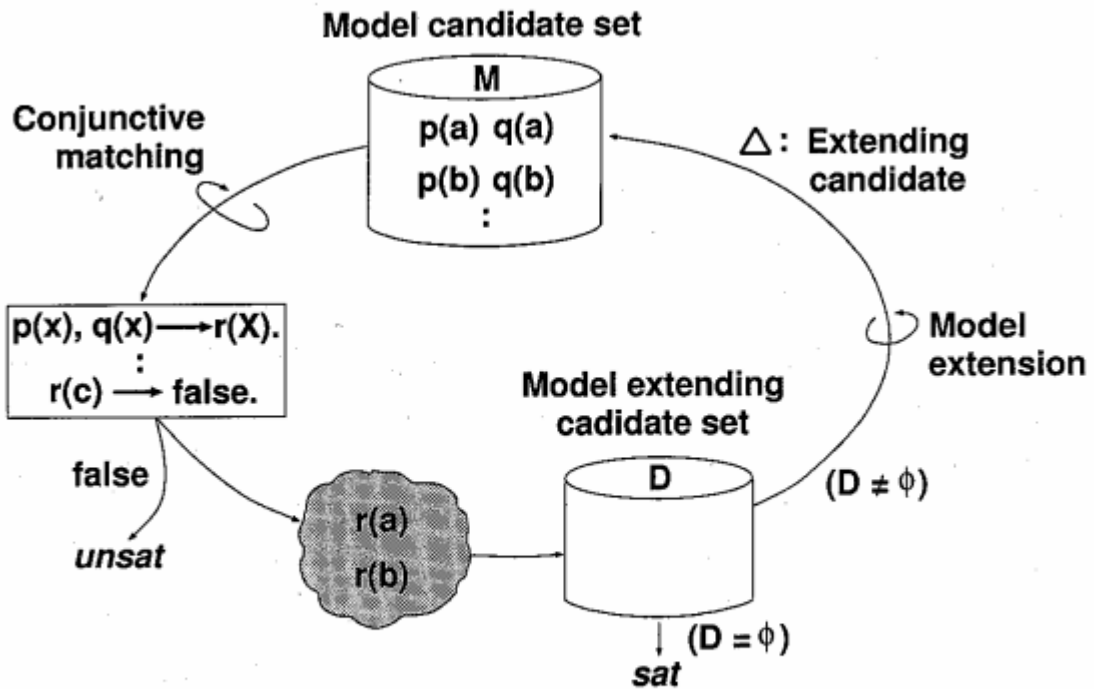 Model candidate set
M
p(a) q(a)
p(b) q(b)
:
Conjunctive
matching
△ : Extending
candidate
p(x), q(x) → r(X).
:
r(c) → false.
Model
extension
Model extending
cadidate set
D
false
unsat
r(a)
r(b)
(D ≠ ϕ)
(D = ϕ)
sat